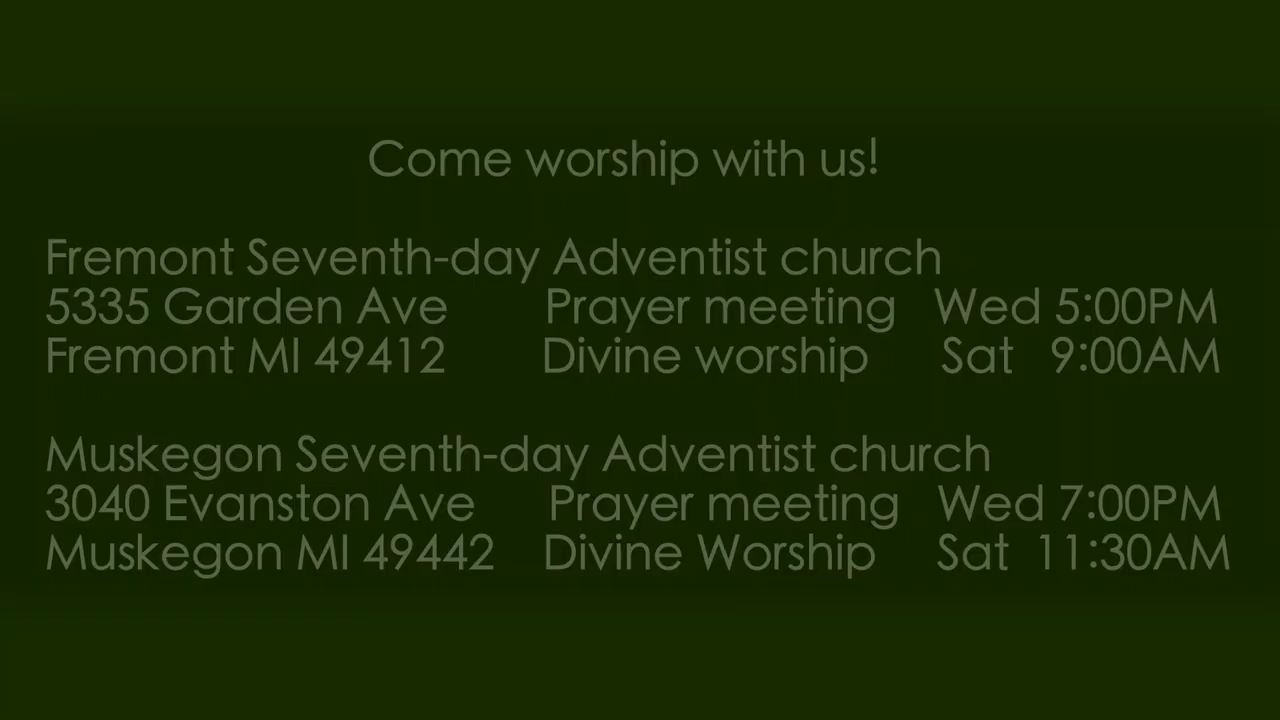 Come worship with us!
Fremont Seventh-day Adventist church
5335 Garden Ave Prayer meeting Wed 5:00PM
Fremont MI 49412 Divine worship Sat 9:00AM
Muskegon Seventh-day Adventist church
3040 Evanston Ave Prayer meeting Wed 7:00PM
Muskegon MI 49442 Divine Worship Sat 11:30AM